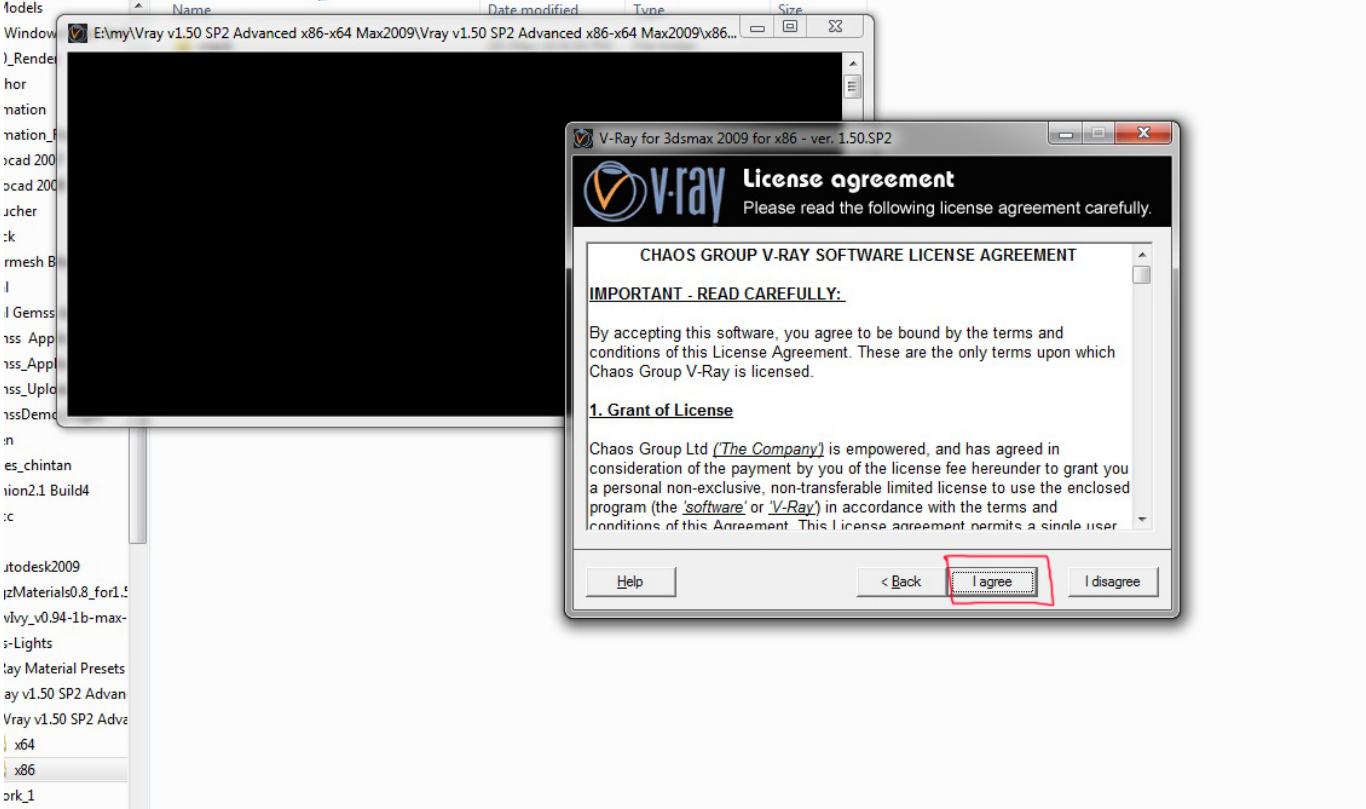 Models
Name
Date modified
Type
Size
Window
E:\my\Vray v1.50 SP2 Advanced x86-x64 Max2009\Vray v1.50 SP2 Advanced x86-x64 Max2009\x86...
)_Render
hor
mation
mation_F
ocad 200
ocad 200
ucher
ck
rmesh B
l
l Gemss
nss App
nss_Appl
nss_Uplo
nssDemo
en
es_chintan
nion2.1 Build4
cc
utodesk2009
gzMaterials0.8_for1.5
wIvy_v0.94-1b-max-
s-Lights
Ray Material Presets
ay v1.50 SP2 Advan
Vray v1.50 SP2 Adva
x64
x86
ork_1
V-Ray for 3dsmax 2009 for x86 - ver. 1.50.SP2
v·ray
License agreement
Please read the following license agreement carefully.
CHAOS GROUP V-RAY SOFTWARE LICENSE AGREEMENT
IMPORTANT - READ CAREFULLY:
By accepting this software, you agree to be bound by the terms and
conditions of this License Agreement. These are the only terms upon which
Chaos Group V-Ray is licensed.
1. Grant of License
Chaos Group Ltd ('The Company') is empowered, and has agreed in
consideration of the payment by you of the license fee hereunder to grant you
a personal non-exclusive, non-transferable limited license to use the enclosed
program (the 'software' or 'V-Ray') in accordance with the terms and
conditions of this Agreement. This License agreement permits a single user
Help
< Back
I agree
I disagree